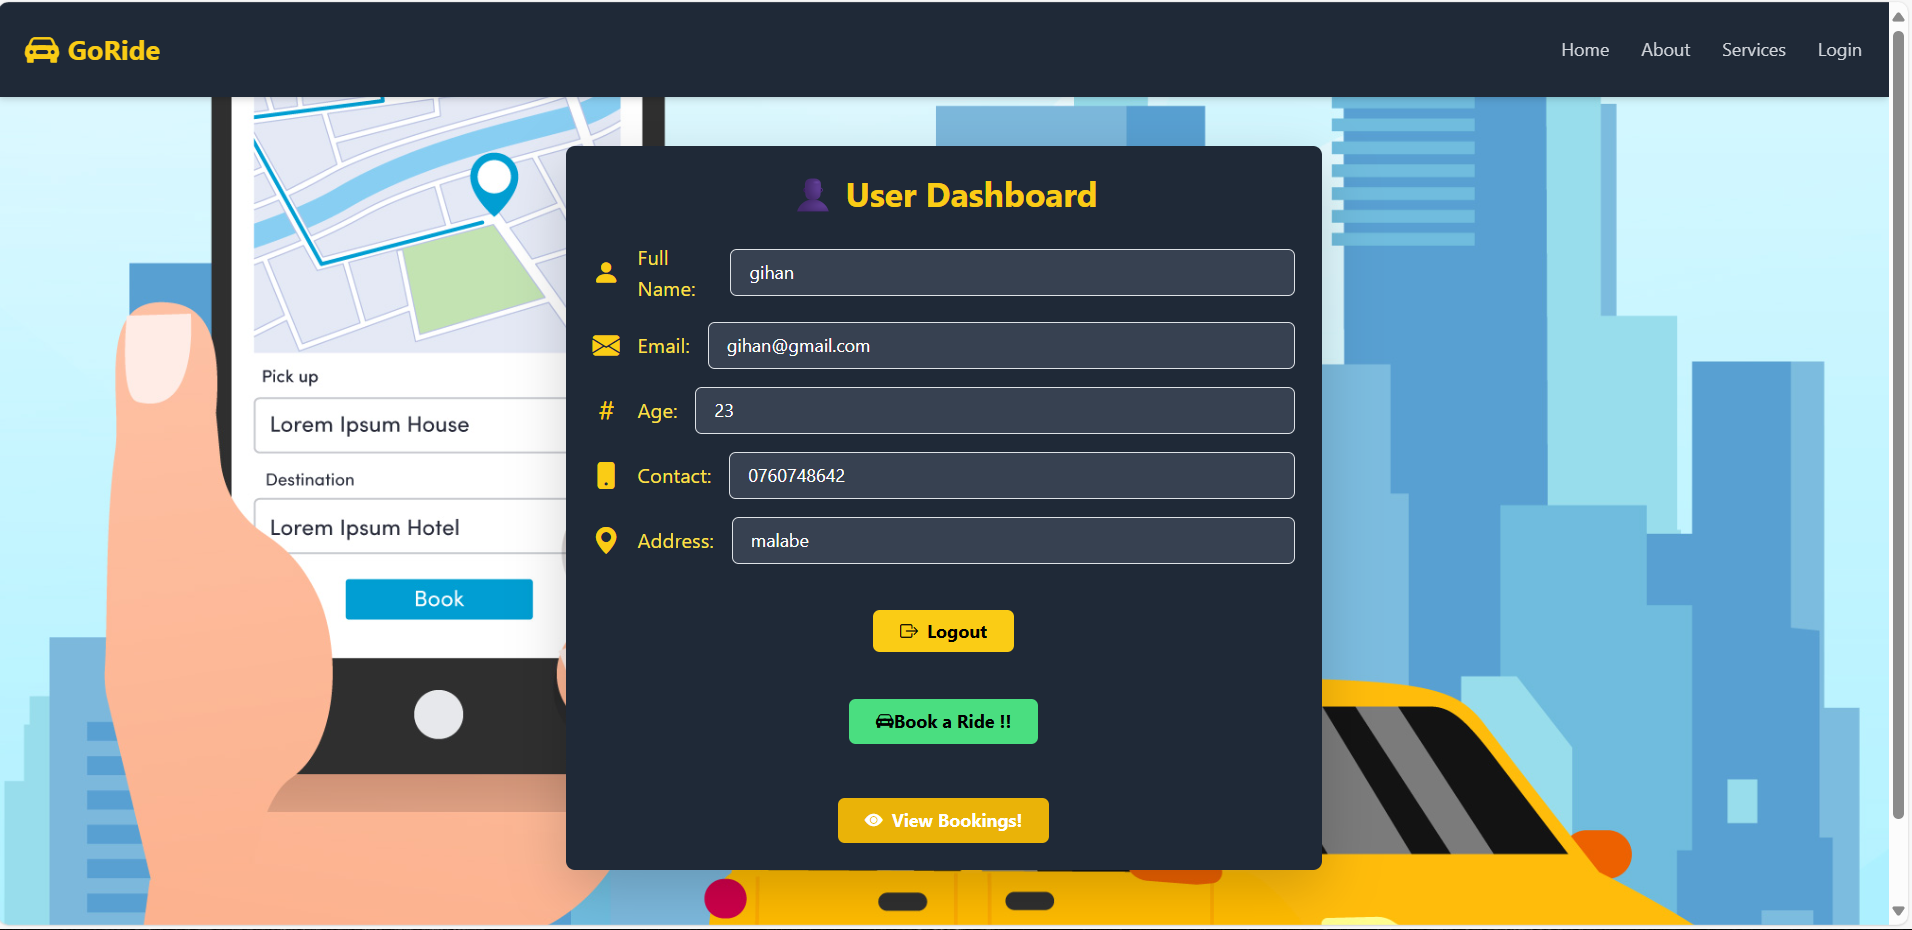 GoRide
Home About Services Login
User Dashboard
Full
Name:
gihan
Email: gihan@gmail.com
# Age: 23
Contact: 0760748642
Address: malabe
Logout
Book a Ride !!
View Bookings!
Pick up
Lorem Ipsum House
Destination
Lorem Ipsum Hotel
Book